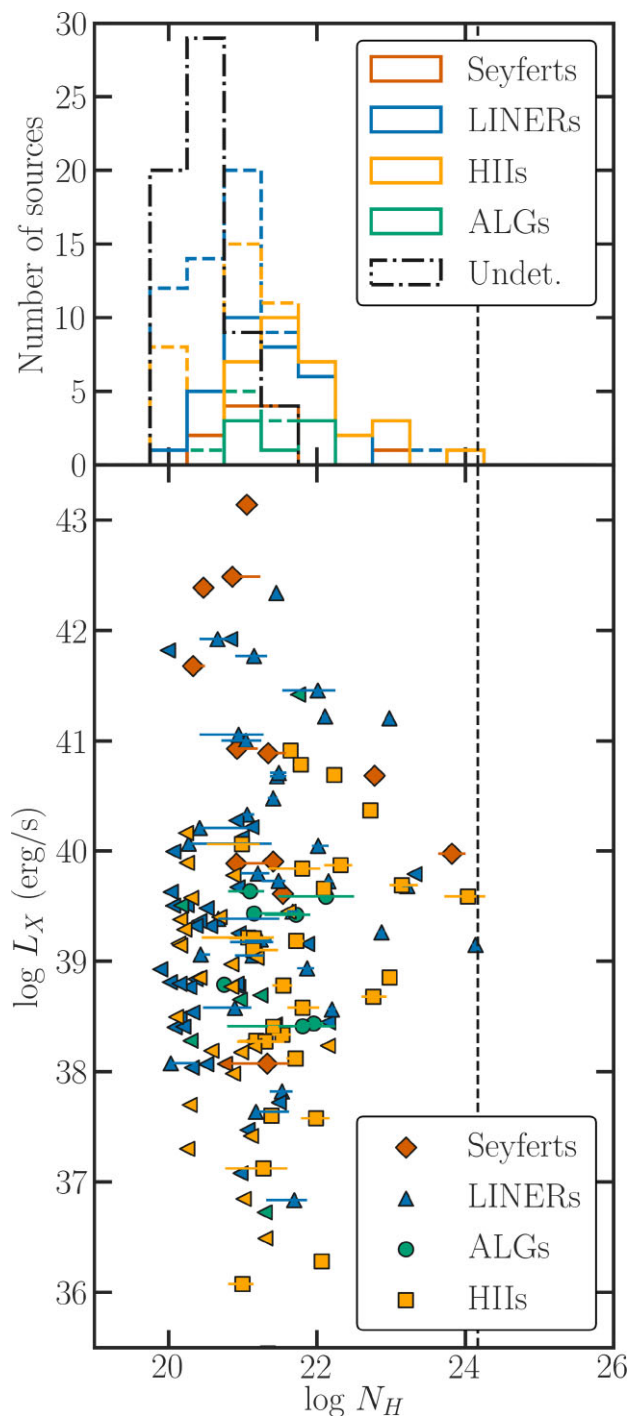 30
25
20
15
10
5
0
Number of sources
Seyferts
LINERs
HIIs
ALGs
Undet.
43
42
41
40
39
38
37
36
log L_X (erg/s)
Seyferts
LINERs
ALGs
HIIs
20
22
24
26
log N_H